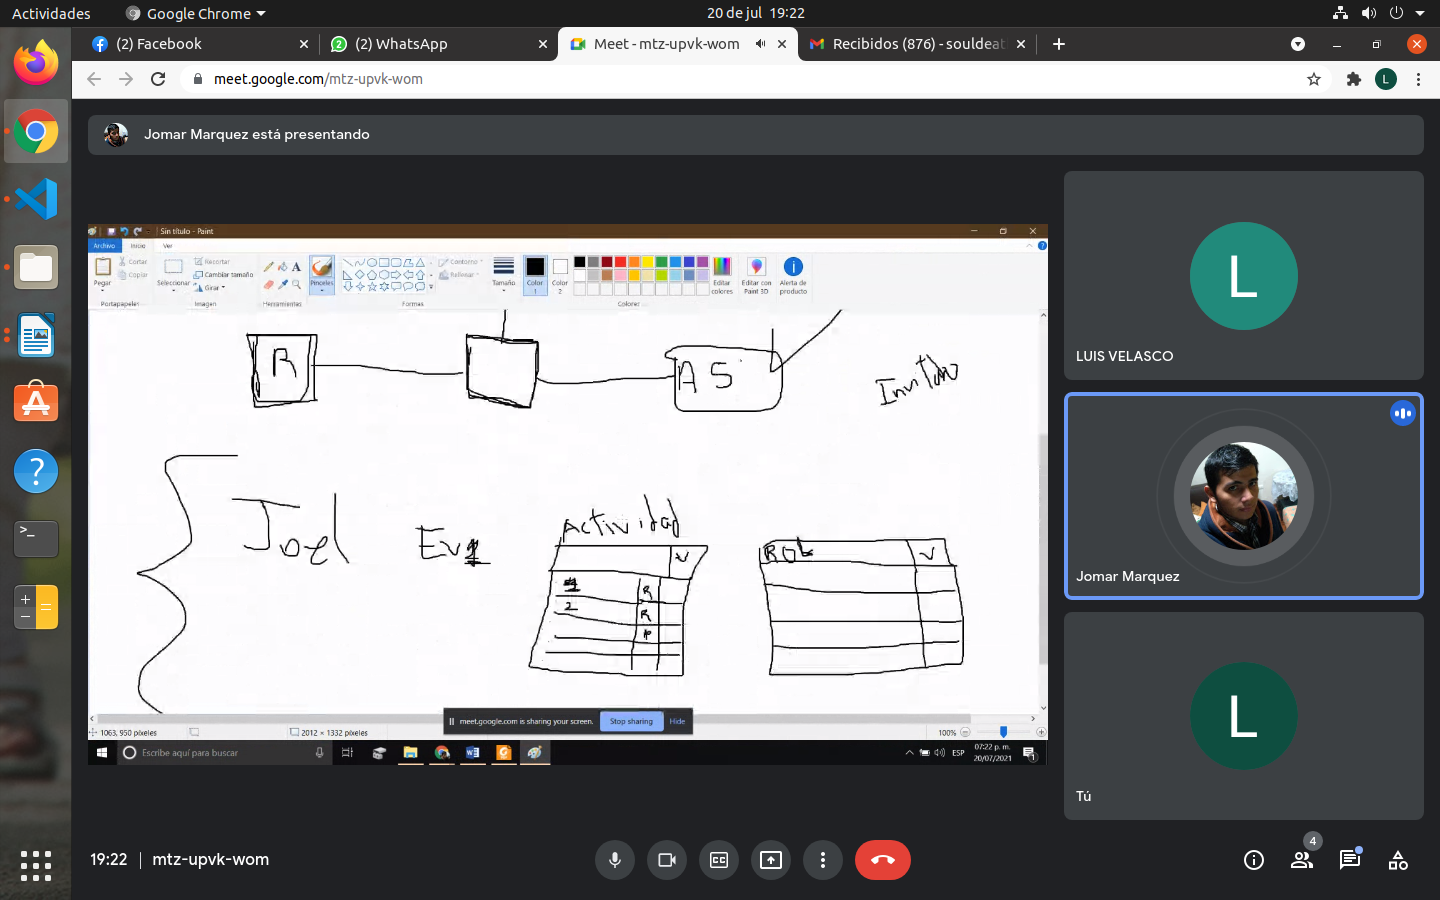 Actividades
Google Chrome
20 de jul 19:22
(2) Facebook
(2) WhatsApp
Meet - mtz-upvk-wom
Recibidos (876) - souldeat
meet.google.com/mtz-upvk-wom
L
Jomar Marquez está presentando
Sin título - Paint
Archivo Inicio Ver
Pegar
Cortar
Copiar
Portapapeles
Seleccionar
Recortar
Cambiar tamaño
Girar
Imagen
Herramientas
Pinceles
Contorno
Rellenar
Formas
Tamaño
Color 1
Color 2
Editar colores
Colores
Editar con Paint 3D
Alerta de producto
R
AS
Joel
Actividad
V
R
2
R
ROL
V
meet.google.com is sharing your screen.
Stop sharing
Hide
1063, 950 píxeles
2012 × 1332 píxeles
100%
Escribe aquí para buscar
ESP
07:22 p. m.
20/07/2021
1
L
LUIS VELASCO
Jomar Marquez
L
Tú
19:22 | mtz-upvk-wom
4